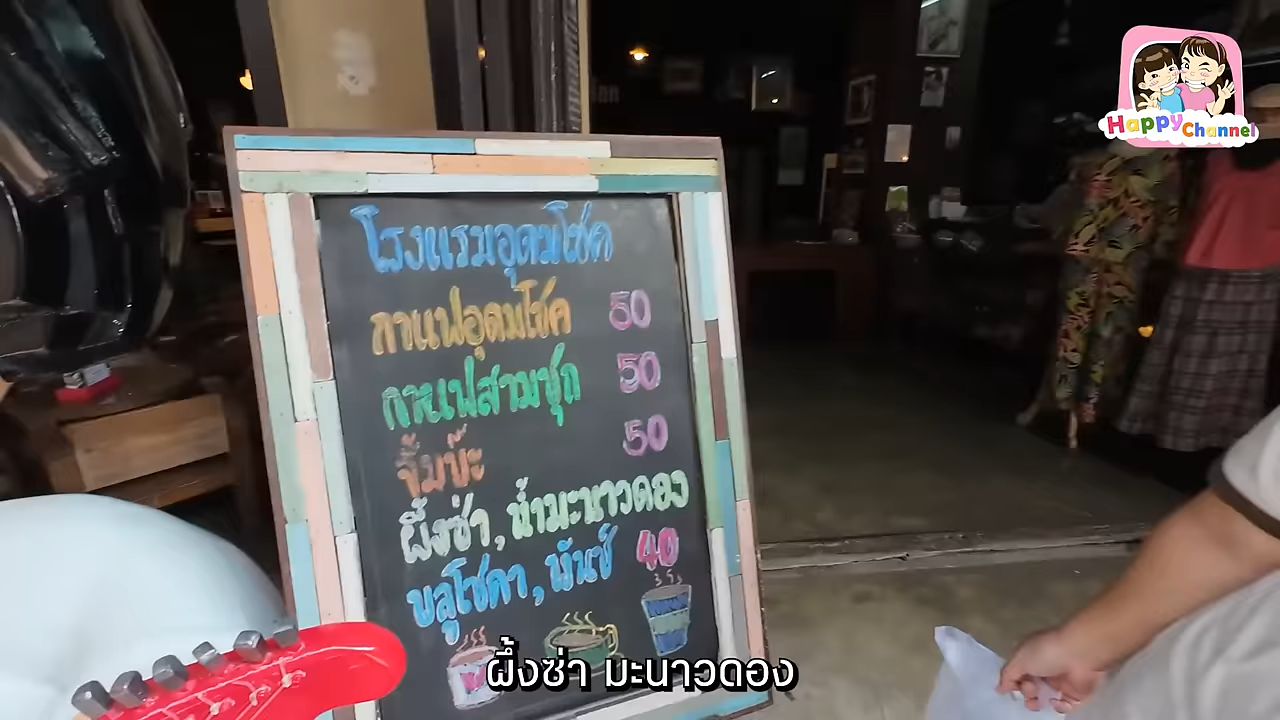 Happy Channel
โรงแรมอุดมโชค
กาแฟอุดมโชค 50
กาแฟสามชุก 50
จิ้มบ๊ะ 50
ผึ้งซ่า, น้ำมะนาวดอง
บลูโซดา, พันช์ 40
ผึ้งซ่า มะนาวดอง